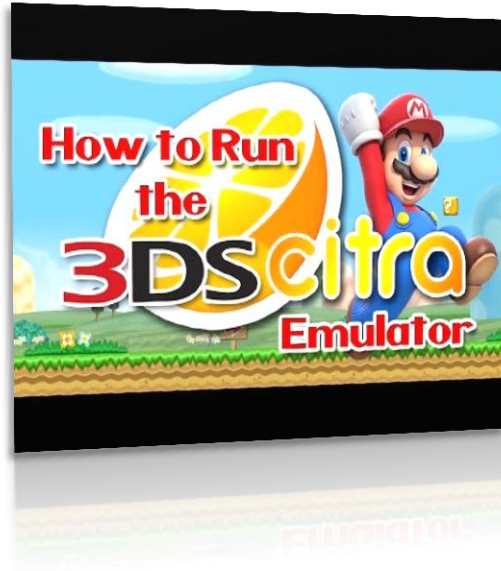 How to Run
the
3DS citra
Emulator
M